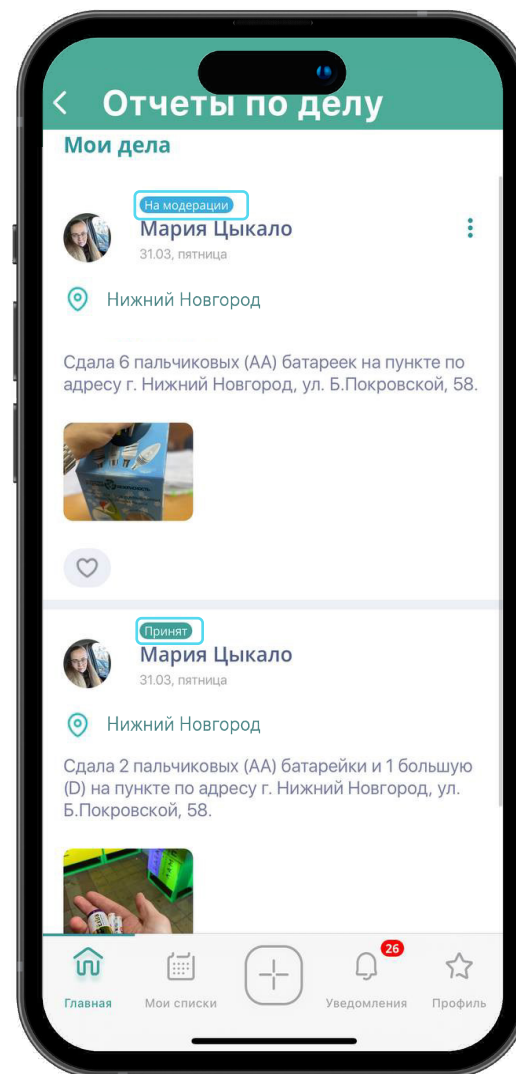 Отчеты по делу
Мои дела
На модерации
Мария Цыкало
31.03, пятница
Нижний Новгород
Сдала 6 пальчиковых (АА) батареек на пункте по
адресу г. Нижний Новгород, ул. Б.Покровской, 58.
Принят
Мария Цыкало
31.03, пятница
Нижний Новгород
Сдала 2 пальчиковых (АА) батарейки и 1 большую
(D) на пункте по адресу г. Нижний Новгород, ул.
Б.Покровской, 58.
26
Главная
Мои списки
Уведомления
Профиль